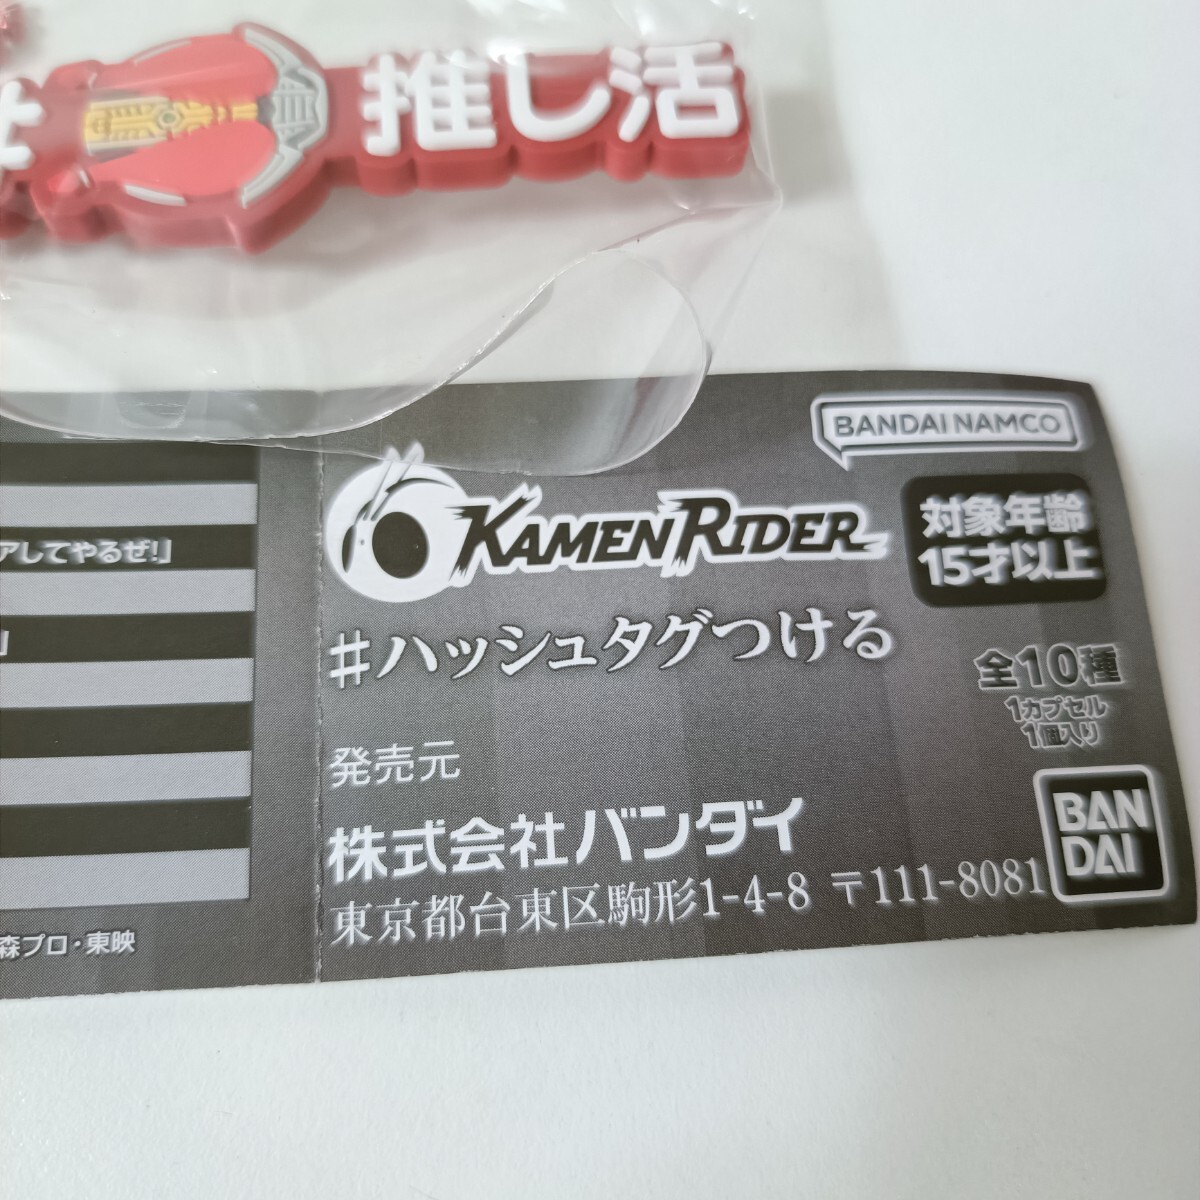 推し活
BANDAI NAMCO
KAMEN RIDER
対象年齢
15才以上
#ハッシュタグつける
全10種
1カプセル
1個入り
発売元
株式会社バンダイ
BAN
DAI
東京都台東区駒形1-4-8 〒111-8081
アしてやるぜ!」
」
森プロ・東映